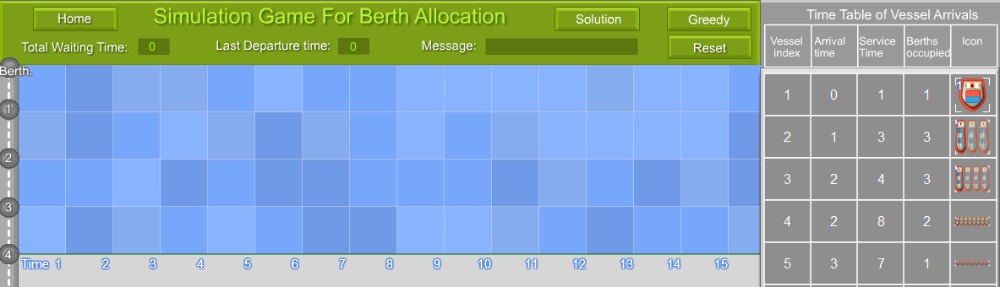 Home
Simulation Game For Berth Allocation
Solution
Greedy
Total Waiting Time: 0
Last Departure time: 0
Message:
Reset
Berth.
1
2
3
4
Time 1 2 3 4 5 6 7 8 9 10 11 12 13 14 15
Time Table of Vessel Arrivals
Vessel index Arrival time Service Time Berths occupied Icon
1 0 1 1 1
2 1 3 3
3 2 4 3
4 2 8 2
5 3 7 1